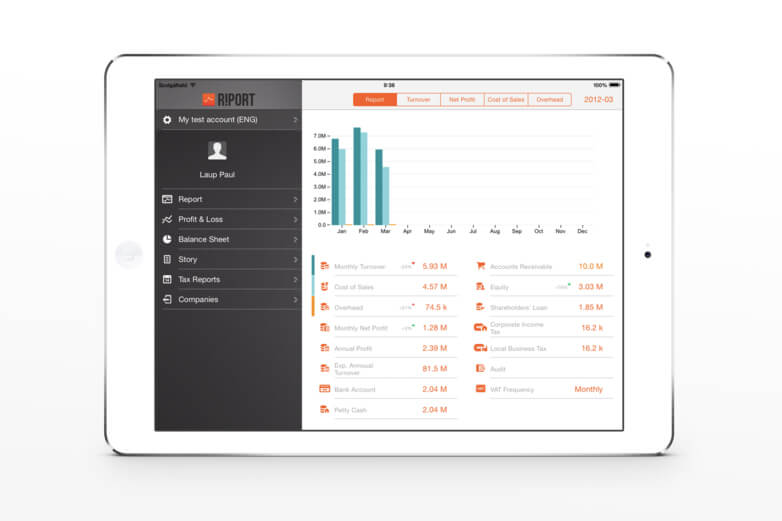 9:36
100%
RIPORT
Report Turnover Net Profit Cost of Sales Overhead 2012-03
My test account (ENG)
Laup Paul
Report
Profit & Loss
Balance Sheet
Story
Tax Reports
Companies
7.0M
6.0M
5.0M
4.0M
3.0M
2.0M
1.0M
0.0
Jan Feb Mar Apr May Jun Jul Aug Sep Oct Nov Dec
Monthly Turnover 5.93 M
Cost of Sales 4.57 M
Overhead 74.5 k
Monthly Net Profit 1.28 M
Annual Profit 2.39 M
Exp. Annoual
Turnover 81.5 M
Bank Account 2.04 M
Petty Cash 2.04 M
Accounts Receivable 10.0 M
Equity 3.03 M
Shareholders' Loan 1.85 M
Corporate Income
Tax 16.2 k
Local Business Tax 16.2 k
Audit
VAT Frequency Monthly